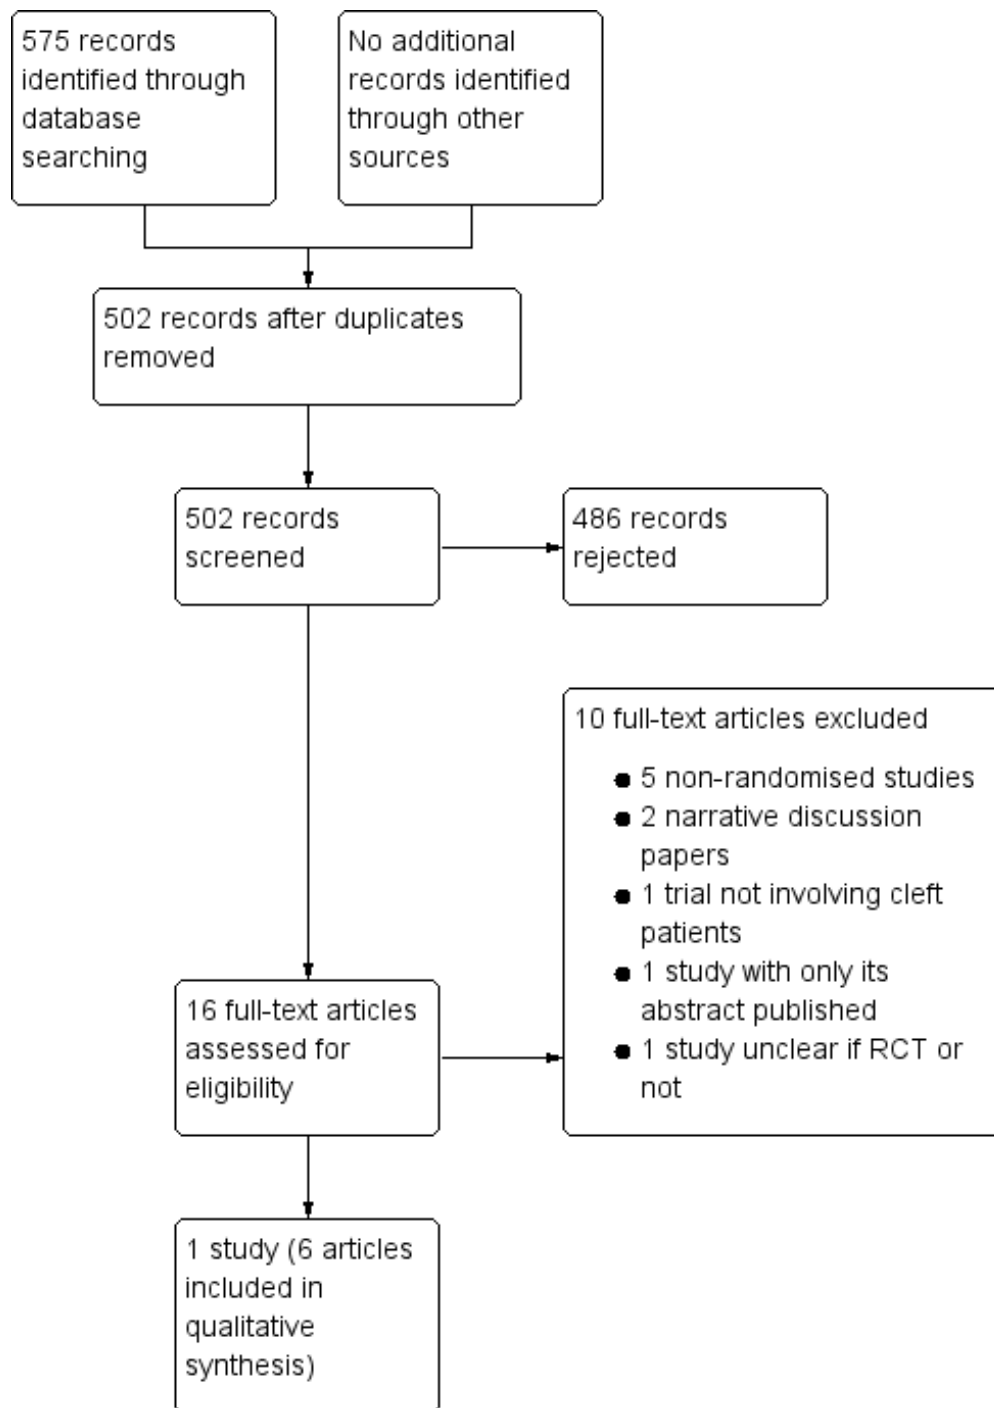 575 records
identified through
database
searching
No additional
records identified
through other
sources
502 records after duplicates
removed
502 records
screened
486 records
rejected
10 full-text articles excluded
● 5 non-randomised studies
● 2 narrative discussion
papers
● 1 trial not involving cleft
patients
● 1 study with only its
abstract published
● 1 study unclear if RCT or
not
16 full-text articles
assessed for
eligibility
1 study (6 articles
included in
qualitative
synthesis)